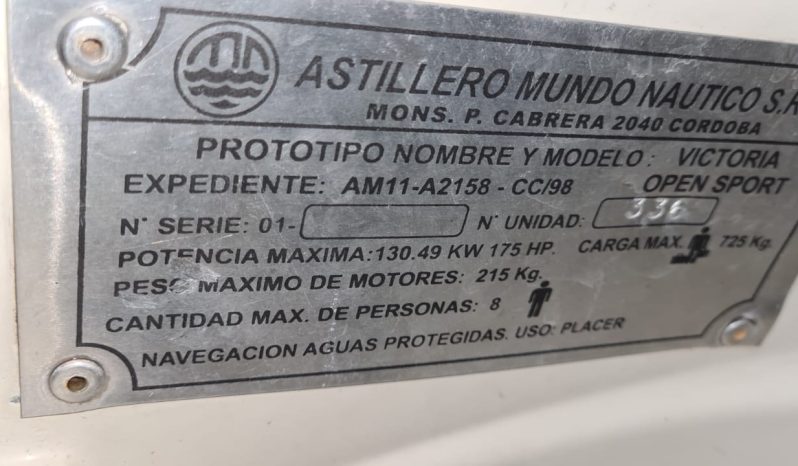 MN
ASTILLERO MUNDO NAUTICO S.R
MONS. P. CABRERA 2040 CORDOBA
PROTOTIPO NOMBRE Y MODELO: VICTORIA
EXPEDIENTE: AM11-A2158 - CC/98 OPEN SPORT
N° SERIE: 01- N° UNIDAD: 336
POTENCIA MAXIMA:130.49 KW 175 HP. CARGA MAX. 725 Kg.
PESO MAXIMO DE MOTORES: 215 Kg.
CANTIDAD MAX. DE PERSONAS: 8
NAVEGACION AGUAS PROTEGIDAS. USO: PLACER